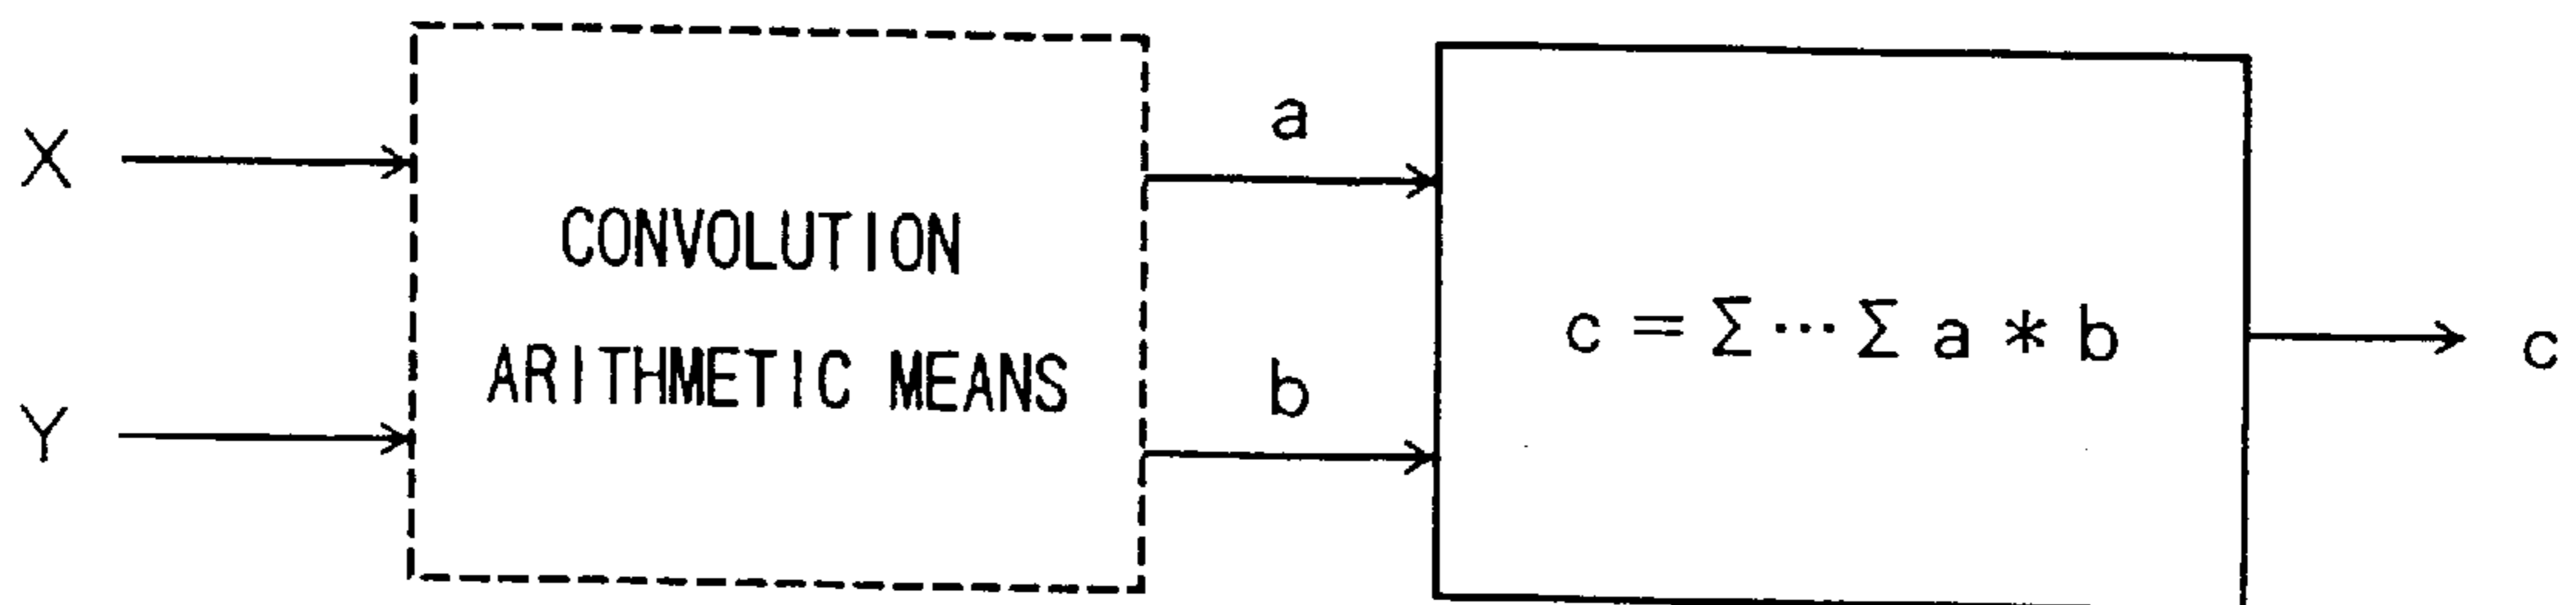 X
Y
CONVOLUTION
ARITHMETIC MEANS
a
b
c = Σ ··· Σ a * b
c